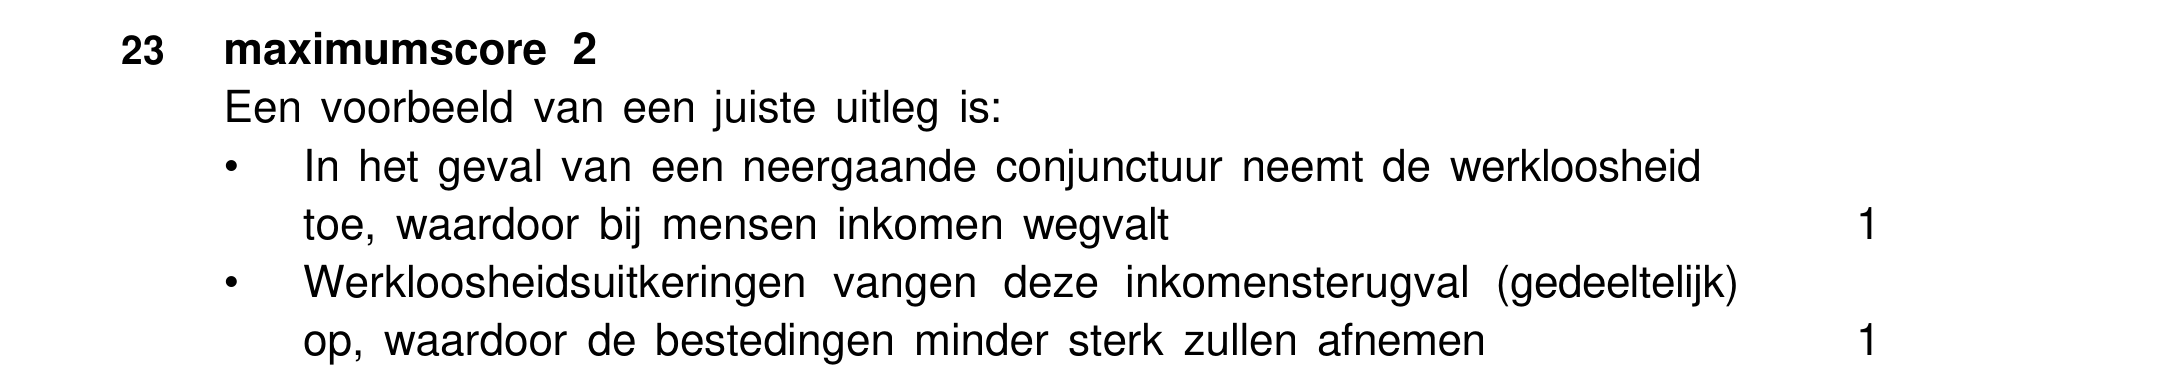 23 maximumscore 2
Een voorbeeld van een juiste uitleg is:
• In het geval van een neergaande conjunctuur neemt de werkloosheid
toe, waardoor bij mensen inkomen wegvalt 1
• Werkloosheidsuitkeringen vangen deze inkomensterugval (gedeeltelijk)
op, waardoor de bestedingen minder sterk zullen afnemen 1